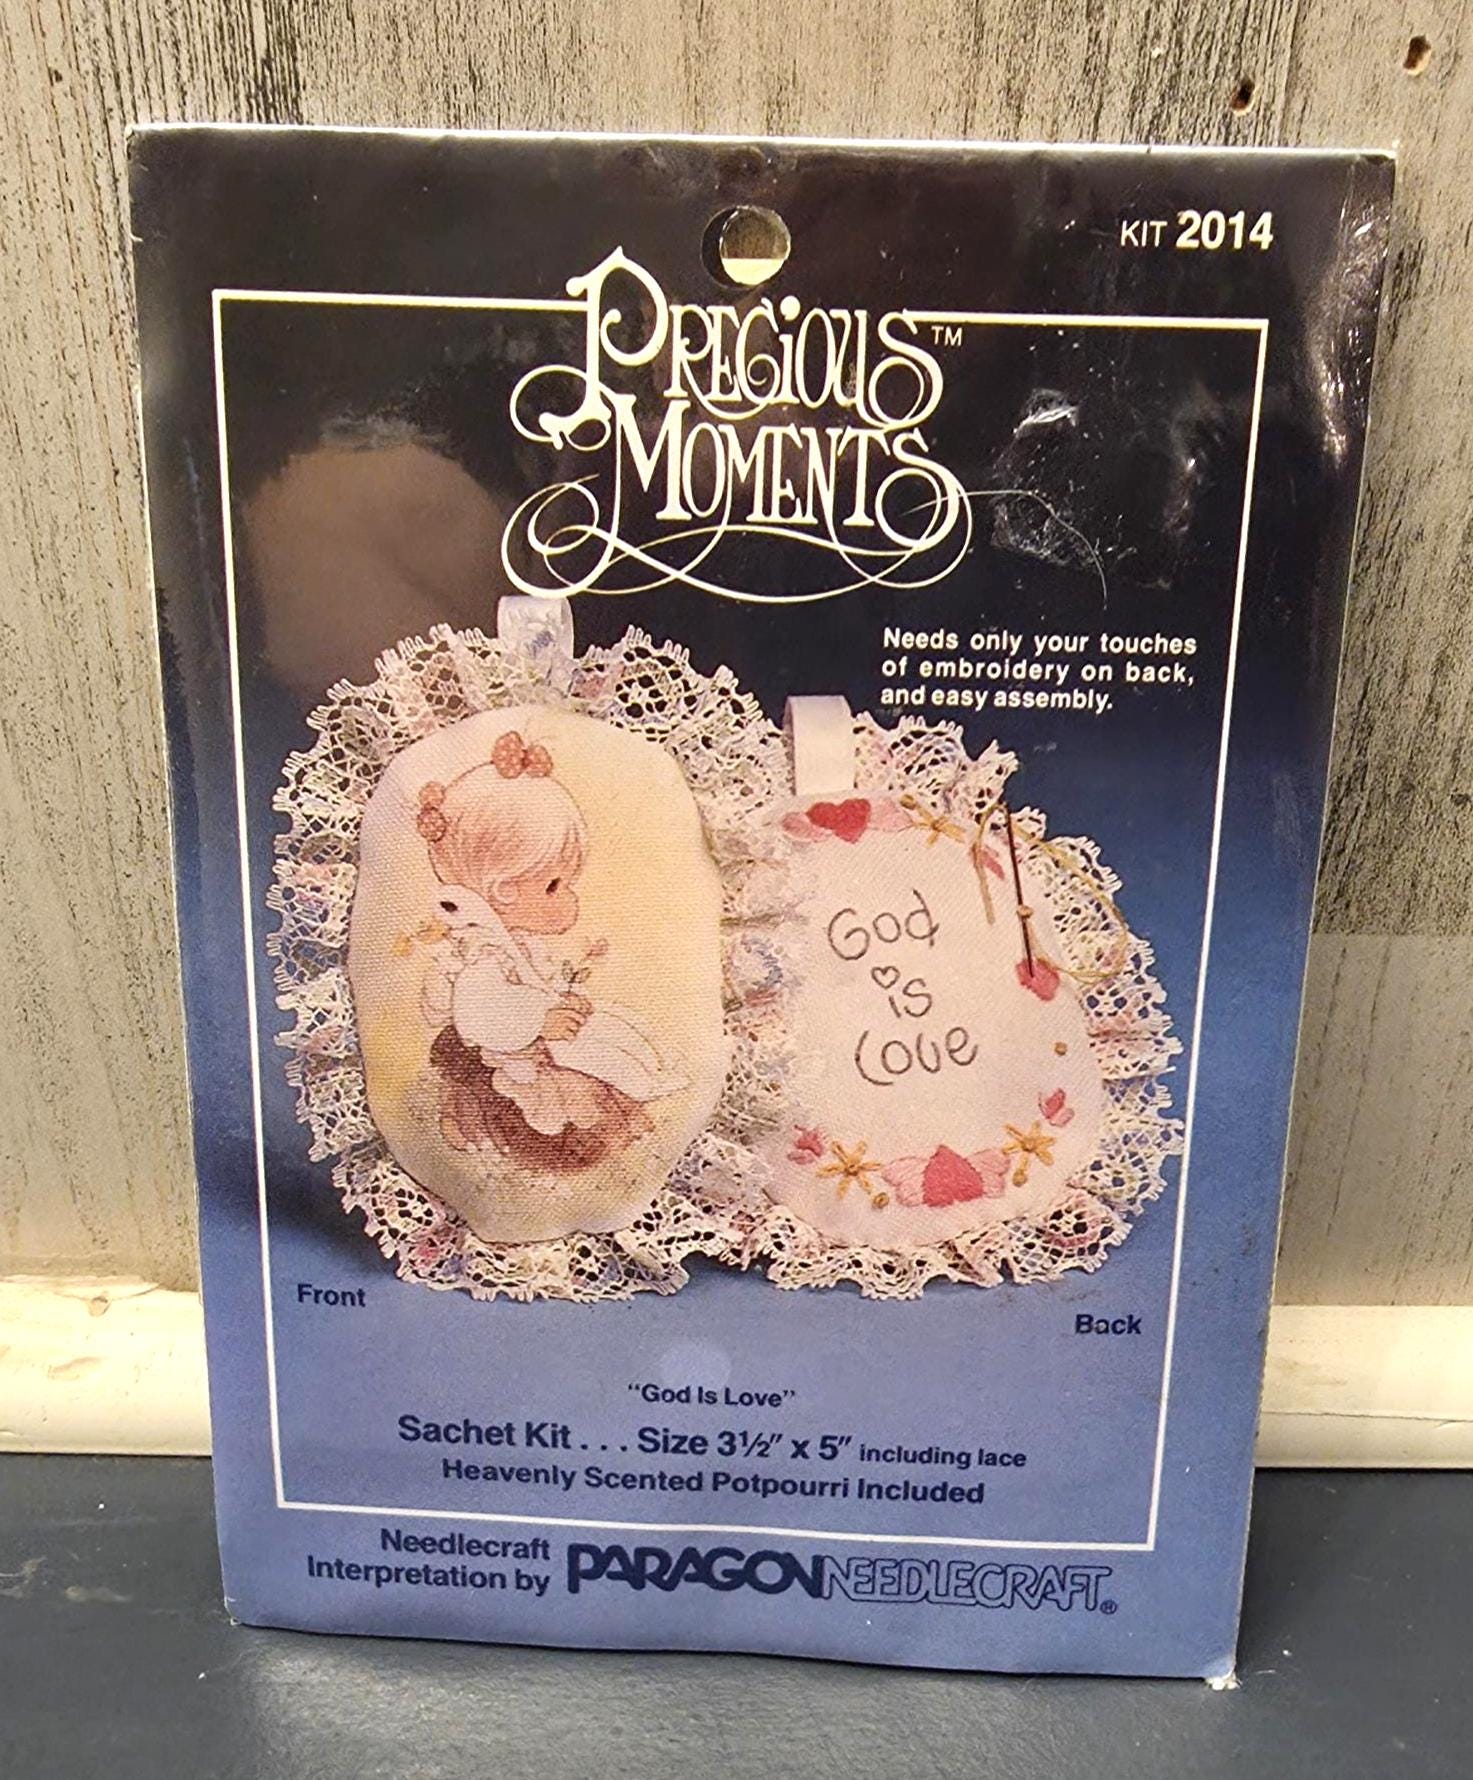 KIT 2014
PRECIOUS™
MOMENTS
Needs only your touches
of embroidery on back,
and easy assembly.
God
is
Love
Front
Back
“God Is Love”
Sachet Kit . . . Size 3½″ x 5″ including lace
Heavenly Scented Potpourri Included
Needlecraft
Interpretation by PARAGON NEEDLECRAFT®